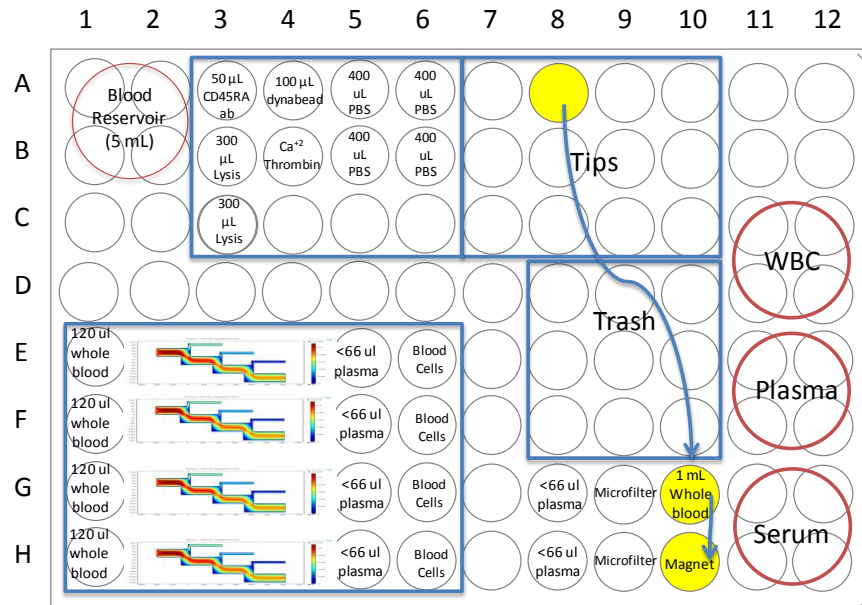 1 2 3 4 5 6 7 8 9 10 11 12
A
B
C
D
E
F
G
H
Blood
Reservoir
(5 mL)
50 µL
CD45RA
ab
100 µL
dynabead
400
uL
PBS
400
uL
PBS
300
µL
Lysis
Ca+2
Thrombin
400
uL
PBS
400
uL
PBS
300
µL
Lysis
Tips
Trash
WBC
Plasma
Serum
120 ul
whole
blood
<66 ul
plasma
Blood
Cells
120 ul
whole
blood
<66 ul
plasma
Blood
Cells
120 ul
whole
blood
<66 ul
plasma
Blood
Cells
<66 ul
plasma
Microfilter
1 mL
Whole
blood
120 ul
whole
blood
<66 ul
plasma
Blood
Cells
<66 ul
plasma
Microfilter
Magnet